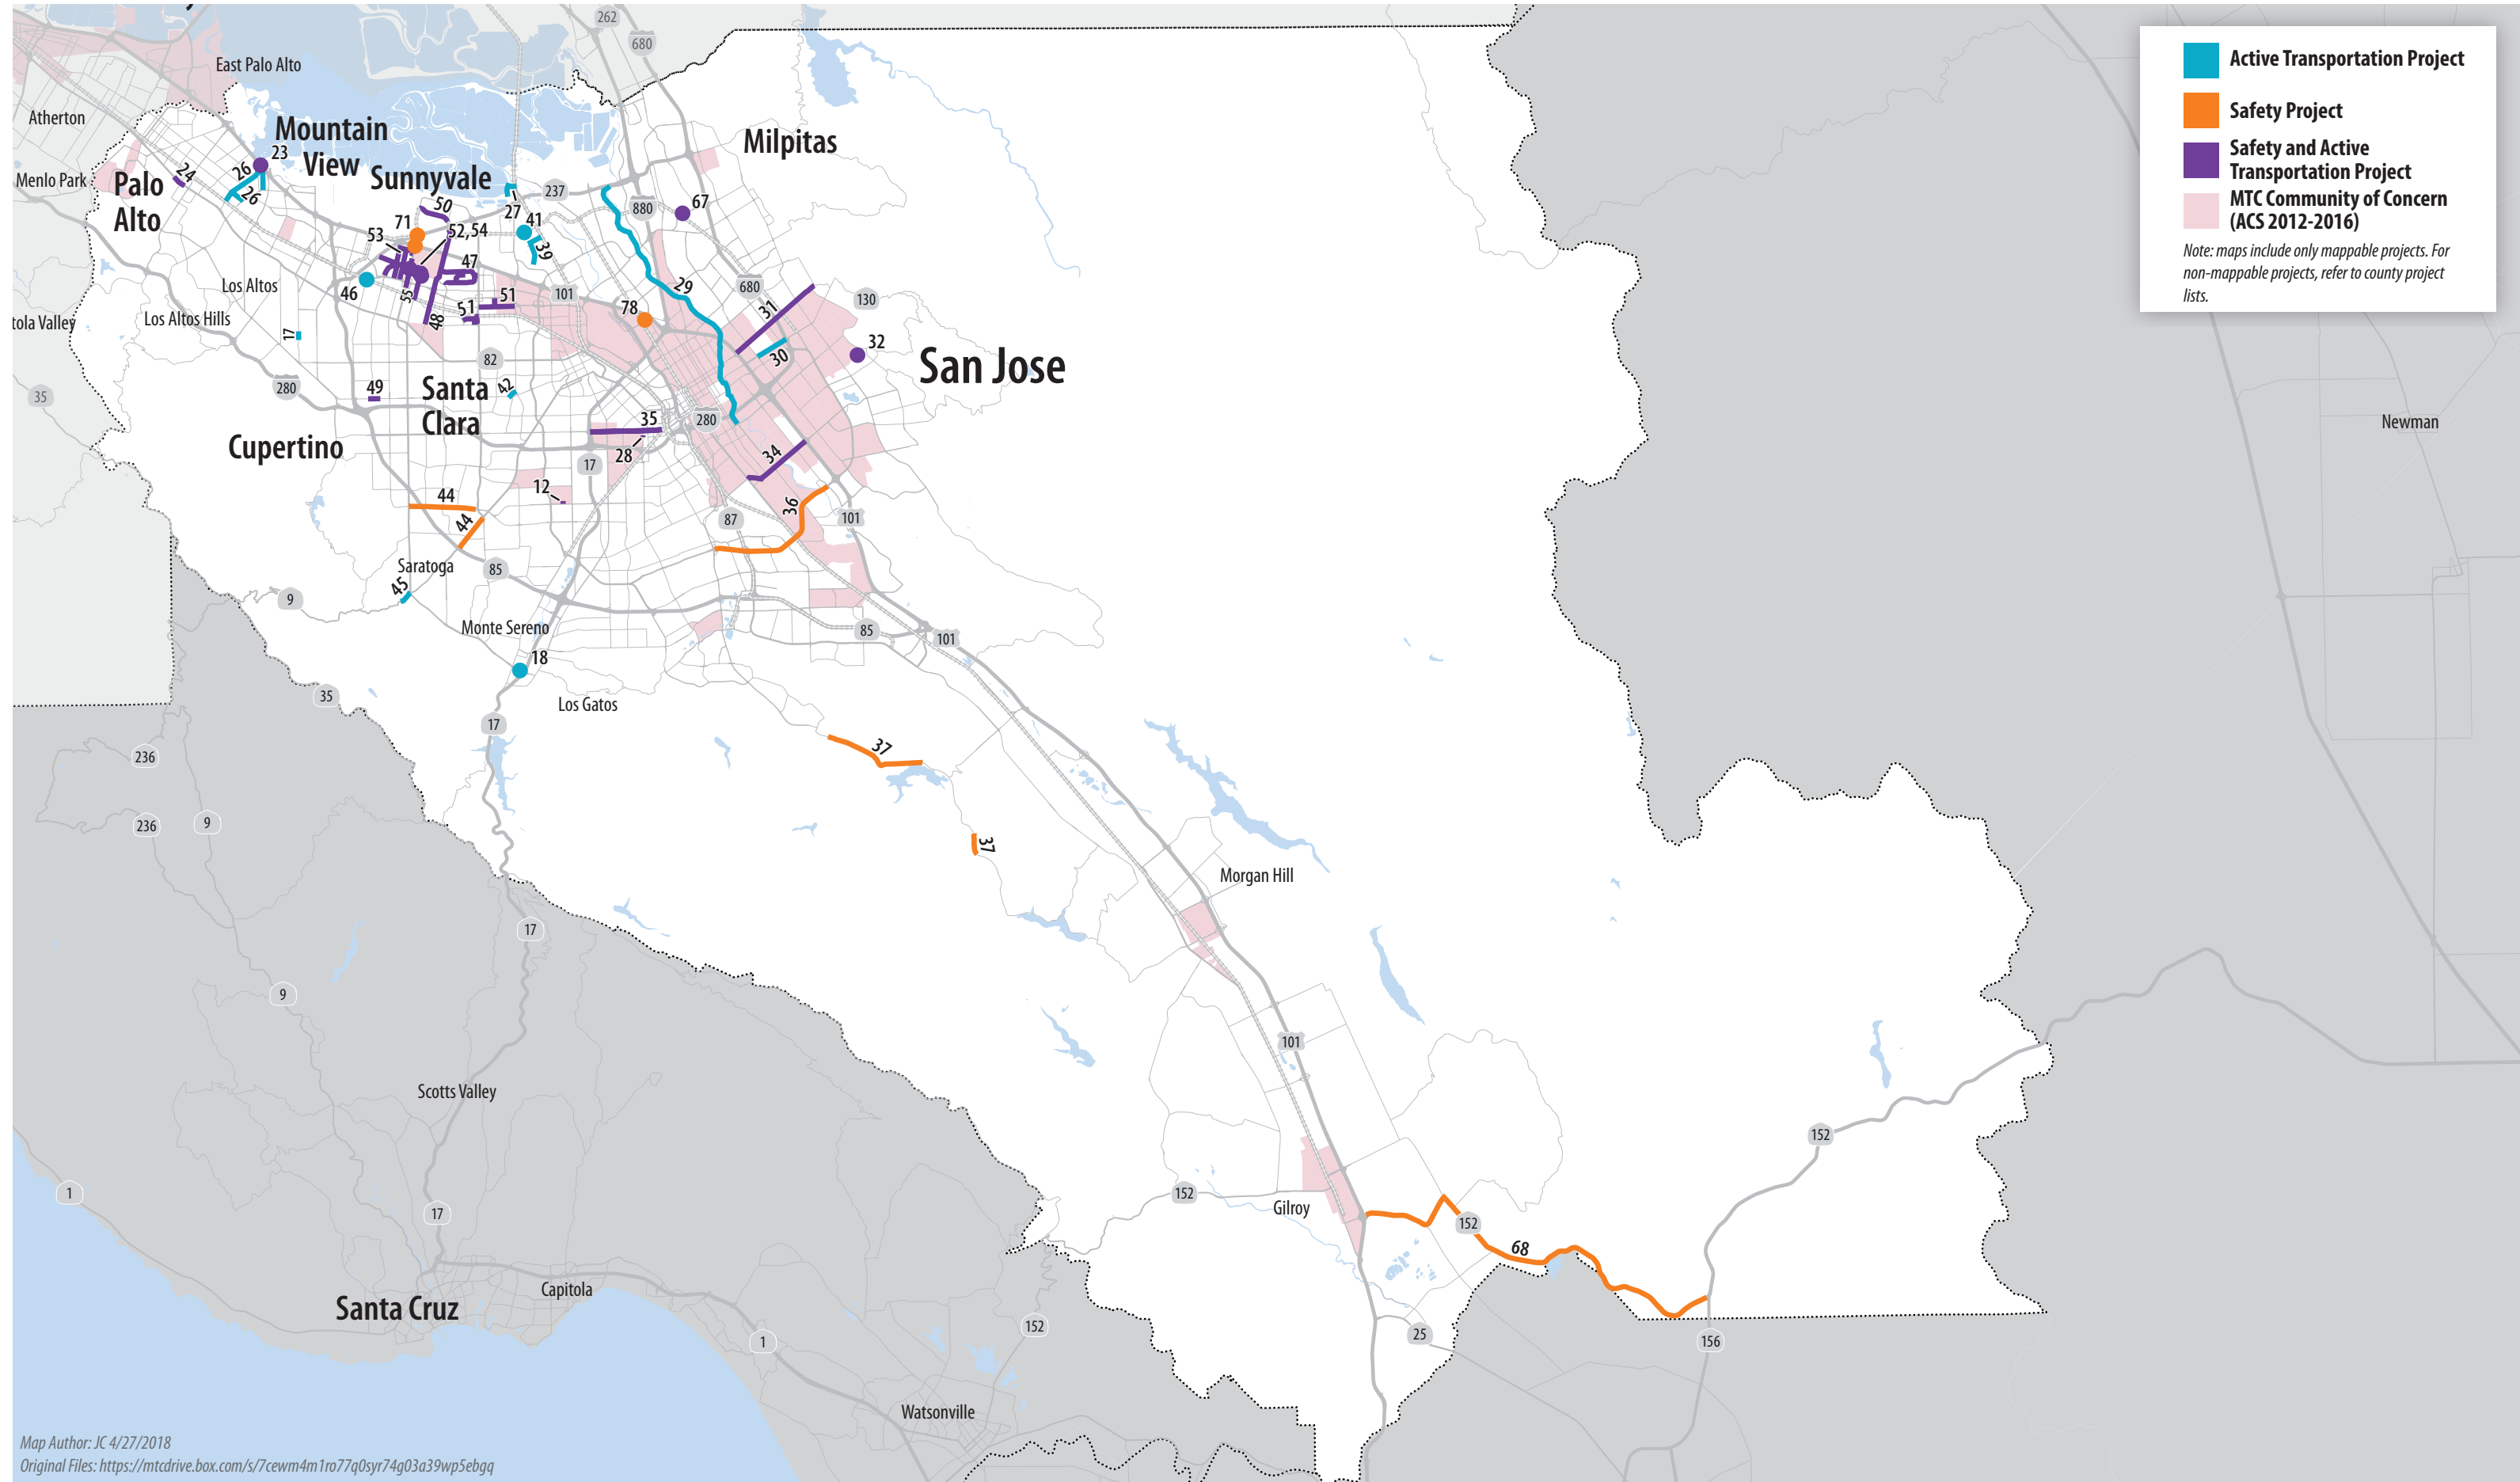 Active Transportation Project
Safety Project
Safety and Active
Transportation Project
MTC Community of Concern
(ACS 2012-2016)
Note: maps include only mappable projects. For
non-mappable projects, refer to county project
lists.
262
680
East Palo Alto
Atherton
Mountain
View
Milpitas
23
24
26
26
Menlo Park
Palo
Alto
Sunnyvale
237
27
880
67
50
41
71
53
52,54
39
47
46
55
48
51
51
101
29
680
31
130
Los Altos
tola Valley
Los Altos Hills
17
78
30
32
San Jose
82
280
35
49
Santa
Clara
42
280
35
28
Newman
Cupertino
17
34
12
44
44
36
87
101
Saratoga
85
45
9
Monte Sereno
85
101
18
35
Los Gatos
17
37
236
37
236
9
Morgan Hill
17
9
101
Scotts Valley
152
1
17
152
Gilroy
152
68
Capitola
Santa Cruz
152
1
25
156
Watsonville
Map Author: JC 4/27/2018
Original Files: https://mtcdrive.box.com/s/7cewm4m1ro77q0syr74g03a39wp5ebgq